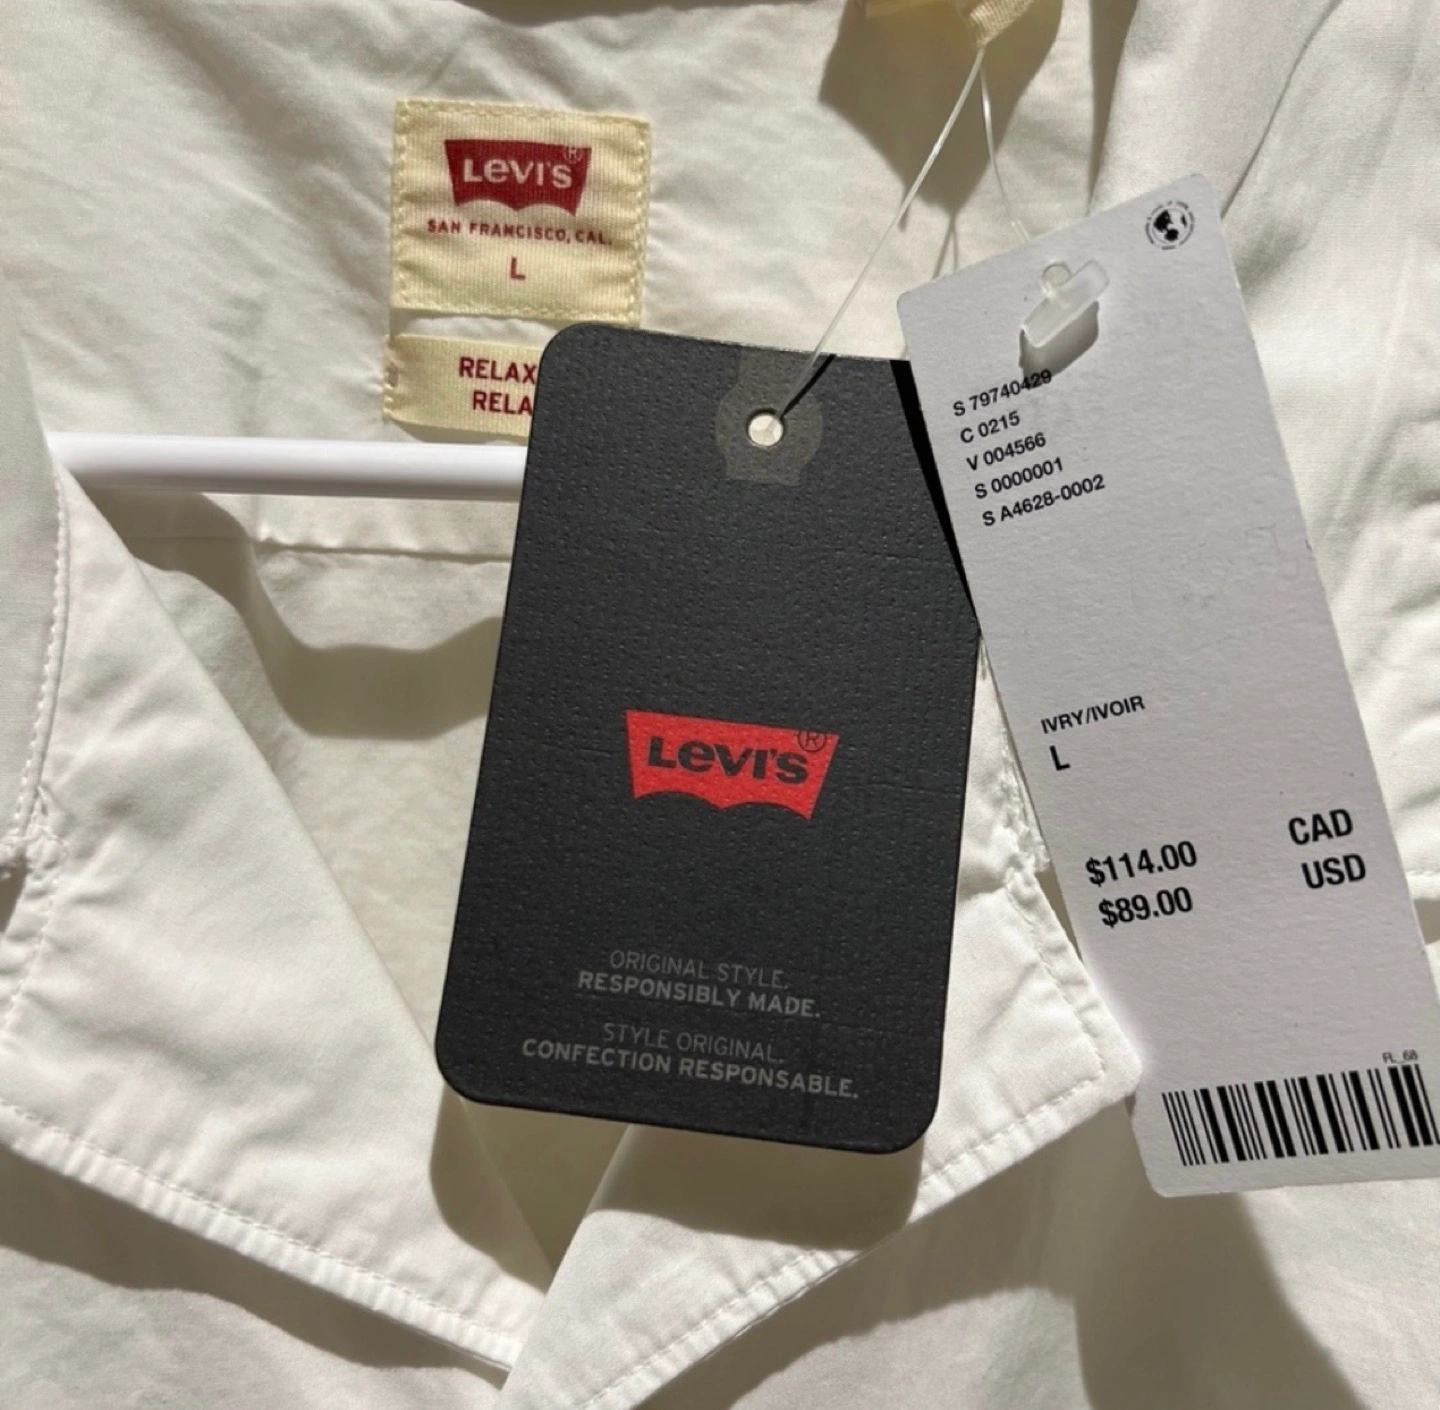 LEVI'S®
SAN FRANCISCO, CAL.
L
RELAX
RELA
LEVI'S®
ORIGINAL STYLE.
RESPONSIBLY MADE.
STYLE ORIGINAL.
CONFECTION RESPONSABLE.
S 79740429
C 0215
V 004566
S 0000001
S A4628-0002
IVRY/IVOIR
L
$114.00 CAD
$89.00 USD
FL_68